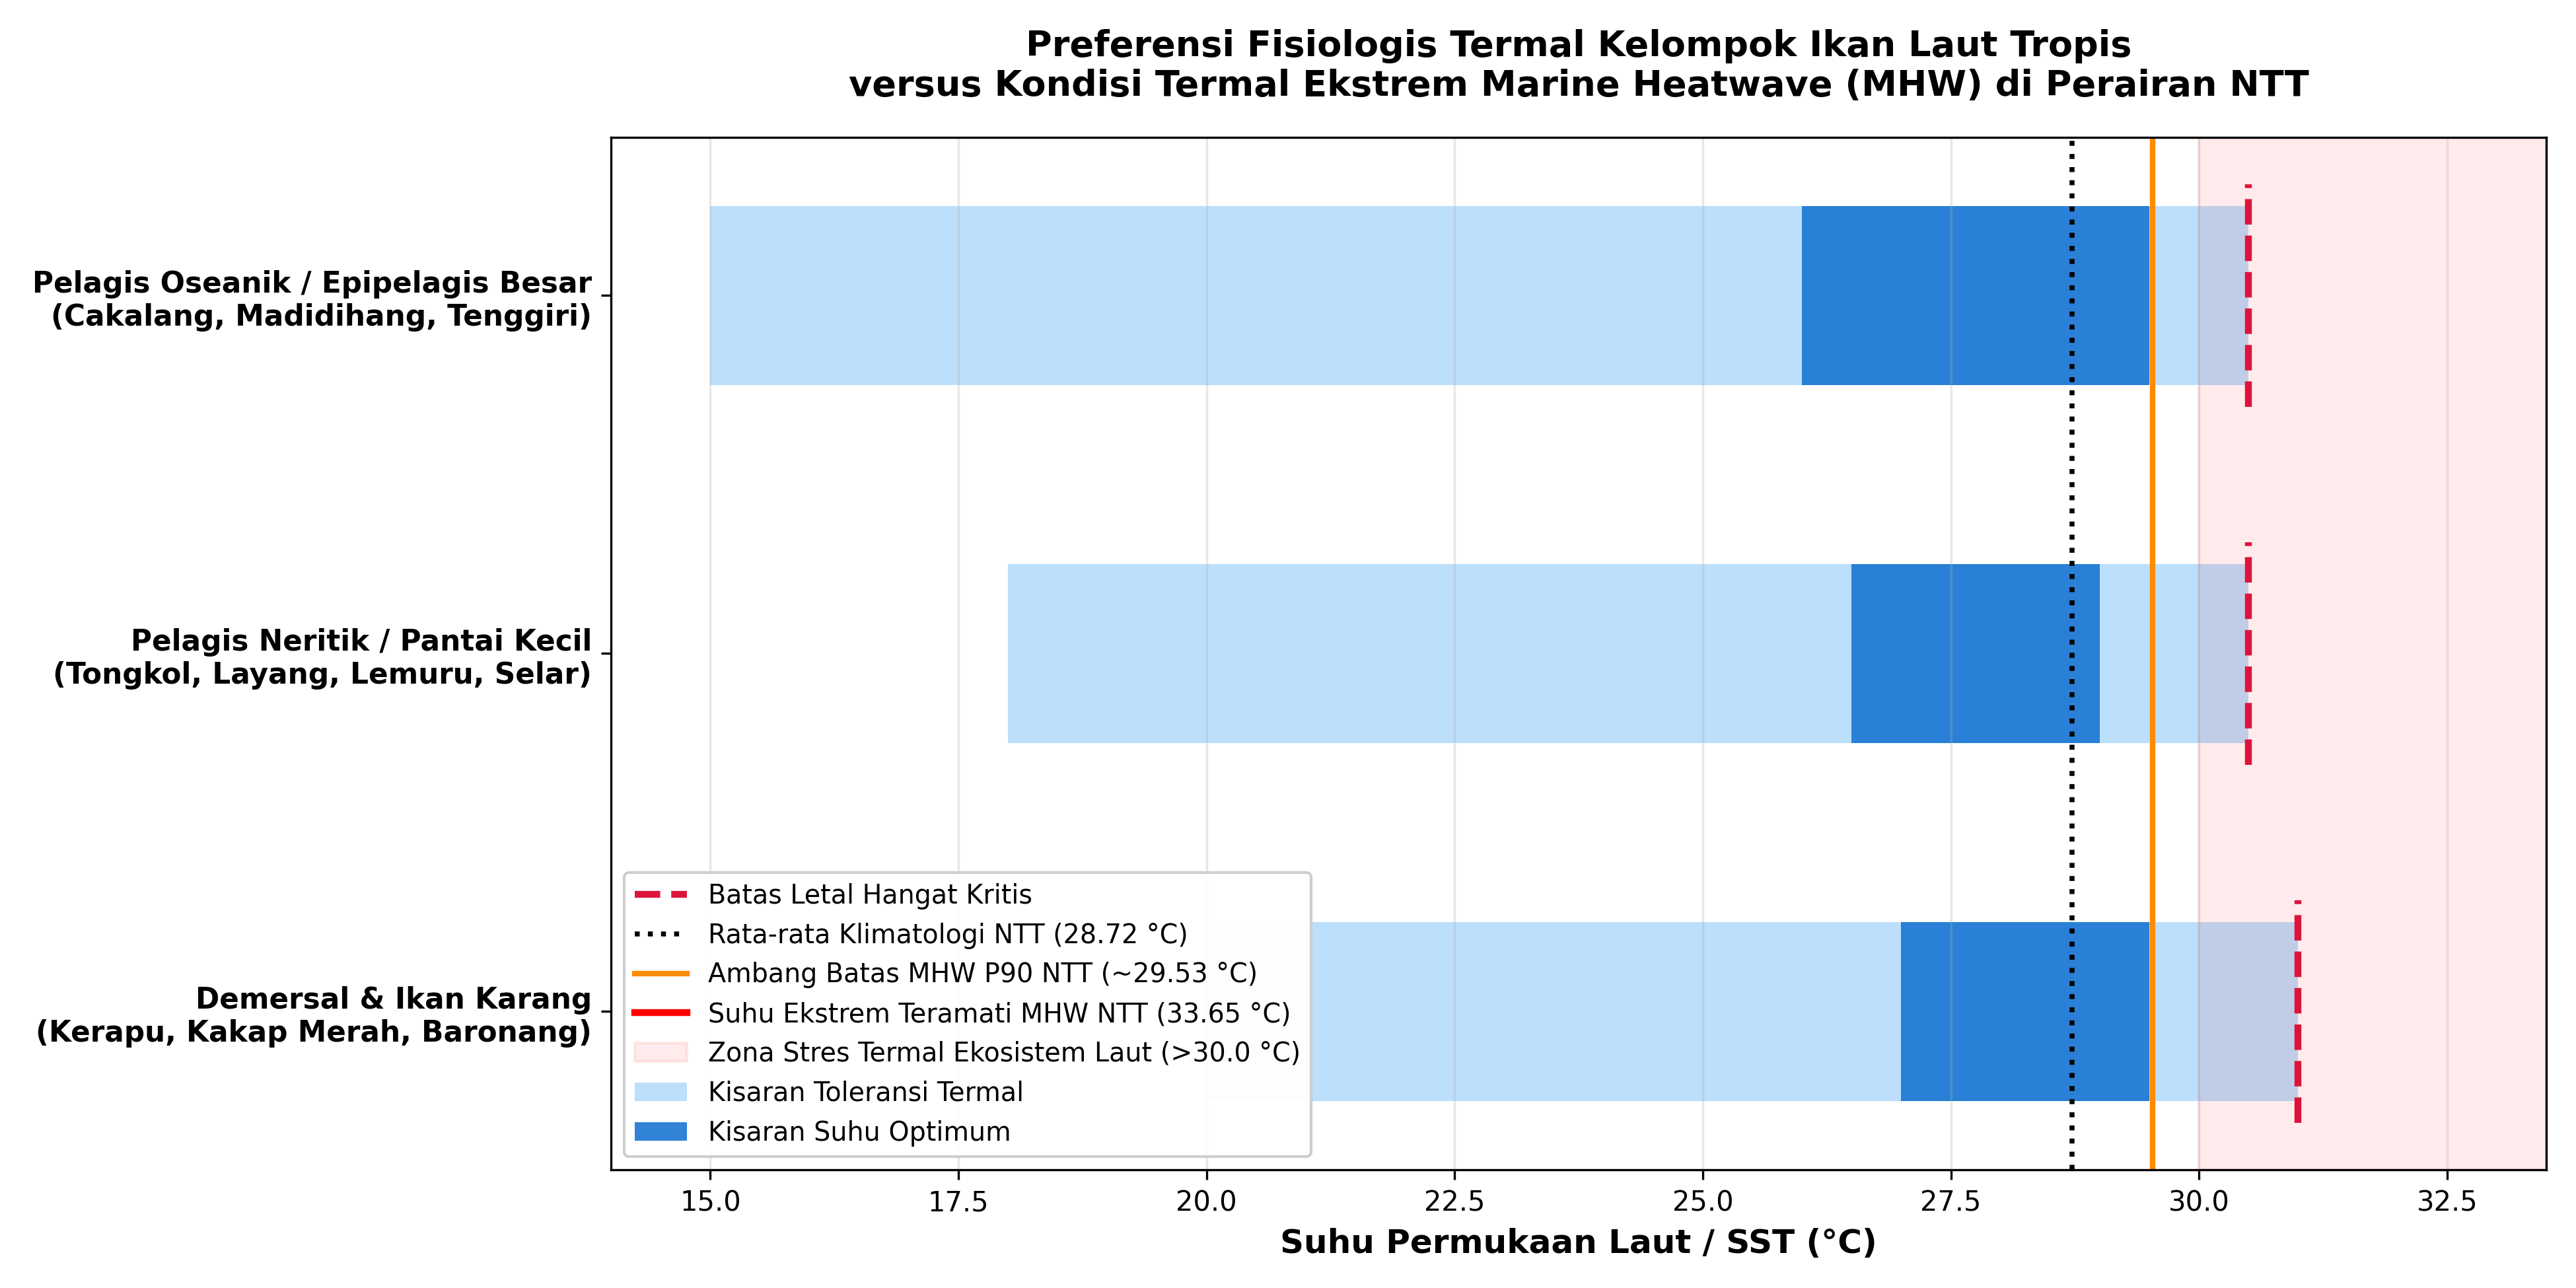 Preferensi Fisiologis Termal Kelompok Ikan Laut Tropis
versus Kondisi Termal Ekstrem Marine Heatwave (MHW) di Perairan NTT
Pelagis Oseanik / Epipelagis Besar
(Cakalang, Madidihang, Tenggiri)
Pelagis Neritik / Pantai Kecil
(Tongkol, Layang, Lemuru, Selar)
Demersal & Ikan Karang
(Kerapu, Kakap Merah, Baronang)
Batas Letal Hangat Kritis
Rata-rata Klimatologi NTT (28.72 °C)
Ambang Batas MHW P90 NTT (~29.53 °C)
Suhu Ekstrem Teramati MHW NTT (33.65 °C)
Zona Stres Termal Ekosistem Laut (>30.0 °C)
Kisaran Toleransi Termal
Kisaran Suhu Optimum
15.0 17.5 20.0 22.5 25.0 27.5 30.0 32.5
Suhu Permukaan Laut / SST (°C)